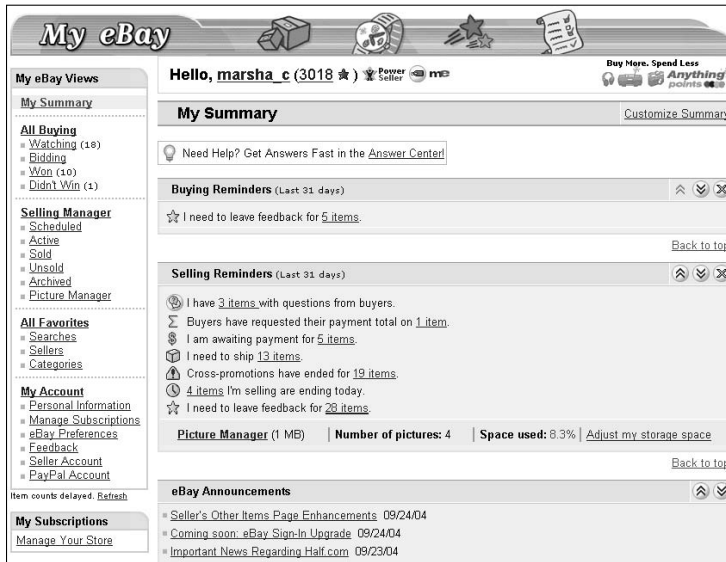 My eBay
My eBay Views
My Summary
All Buying
Watching (18)
Bidding
Won (10)
Didn't Win (1)
Selling Manager
Scheduled
Active
Sold
Unsold
Archived
Picture Manager
All Favorites
Searches
Sellers
Categories
My Account
Personal Information
Manage Subscriptions
eBay Preferences
Feedback
Seller Account
PayPal Account
Item counts delayed. Refresh
My Subscriptions
Manage Your Store
Hello, marsha_c (3018 ) Power Seller me
Buy More. Spend Less
Anything points
My Summary
Customize Summary
Need Help? Get Answers Fast in the Answer Center!
Buying Reminders (Last 31 days)
I need to leave feedback for 5 items.
Back to top
Selling Reminders (Last 31 days)
I have 3 items with questions from buyers.
Buyers have requested their payment total on 1 item.
I am awaiting payment for 5 items.
I need to ship 13 items.
Cross-promotions have ended for 19 items.
4 items I'm selling are ending today.
I need to leave feedback for 28 items.
Picture Manager (1 MB) | Number of pictures: 4 | Space used: 8.3% | Adjust my storage space
Back to top
eBay Announcements
Seller's Other Items Page Enhancements 09/24/04
Coming soon: eBay Sign-In Upgrade 09/24/04
Important News Regarding Half.com 09/23/04